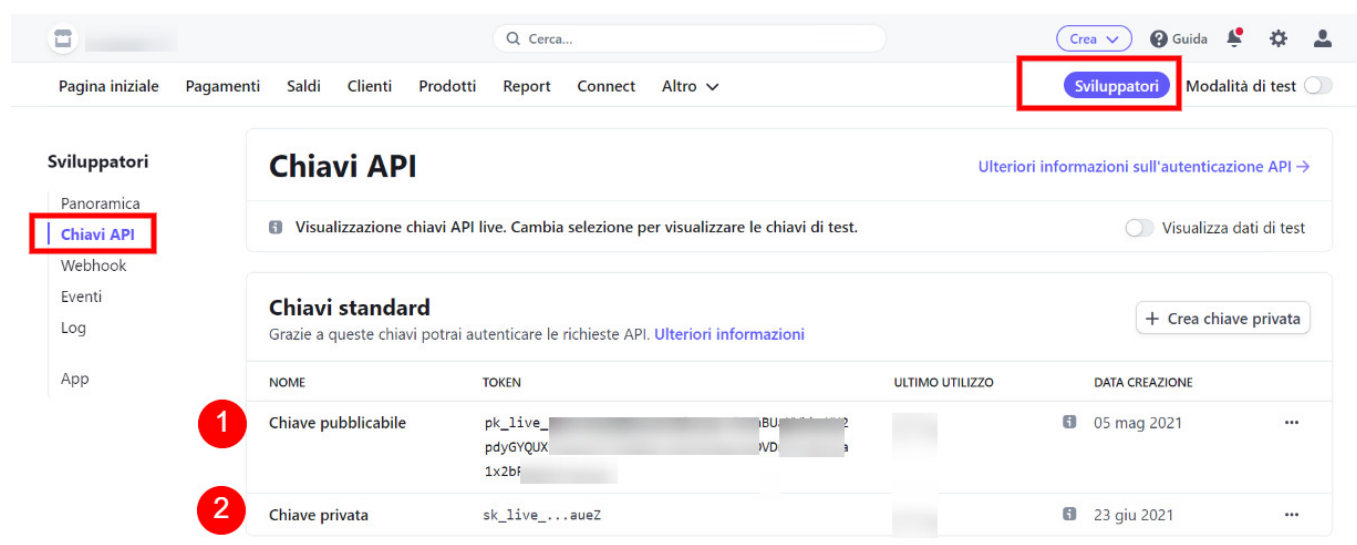 Cerca...
Crea
Guida
Pagina iniziale Pagamenti Saldi Clienti Prodotti Report Connect Altro
Sviluppatori Modalità di test
Sviluppatori
Panoramica
Chiavi API
Webhook
Eventi
Log
App
Chiavi API
Ulteriori informazioni sull'autenticazione API →
Visualizzazione chiavi API live. Cambia selezione per visualizzare le chiavi di test.
Visualizza dati di test
Chiavi standard
Grazie a queste chiavi potrai autenticare le richieste API. Ulteriori informazioni
+ Crea chiave privata
NOME TOKEN ULTIMO UTILIZZO DATA CREAZIONE
1 Chiave pubblicabile pk_live_ 05 mag 2021 ...
pdyGYQUX
1x2b
2 Chiave privata sk_live_...aueZ 23 giu 2021 ...